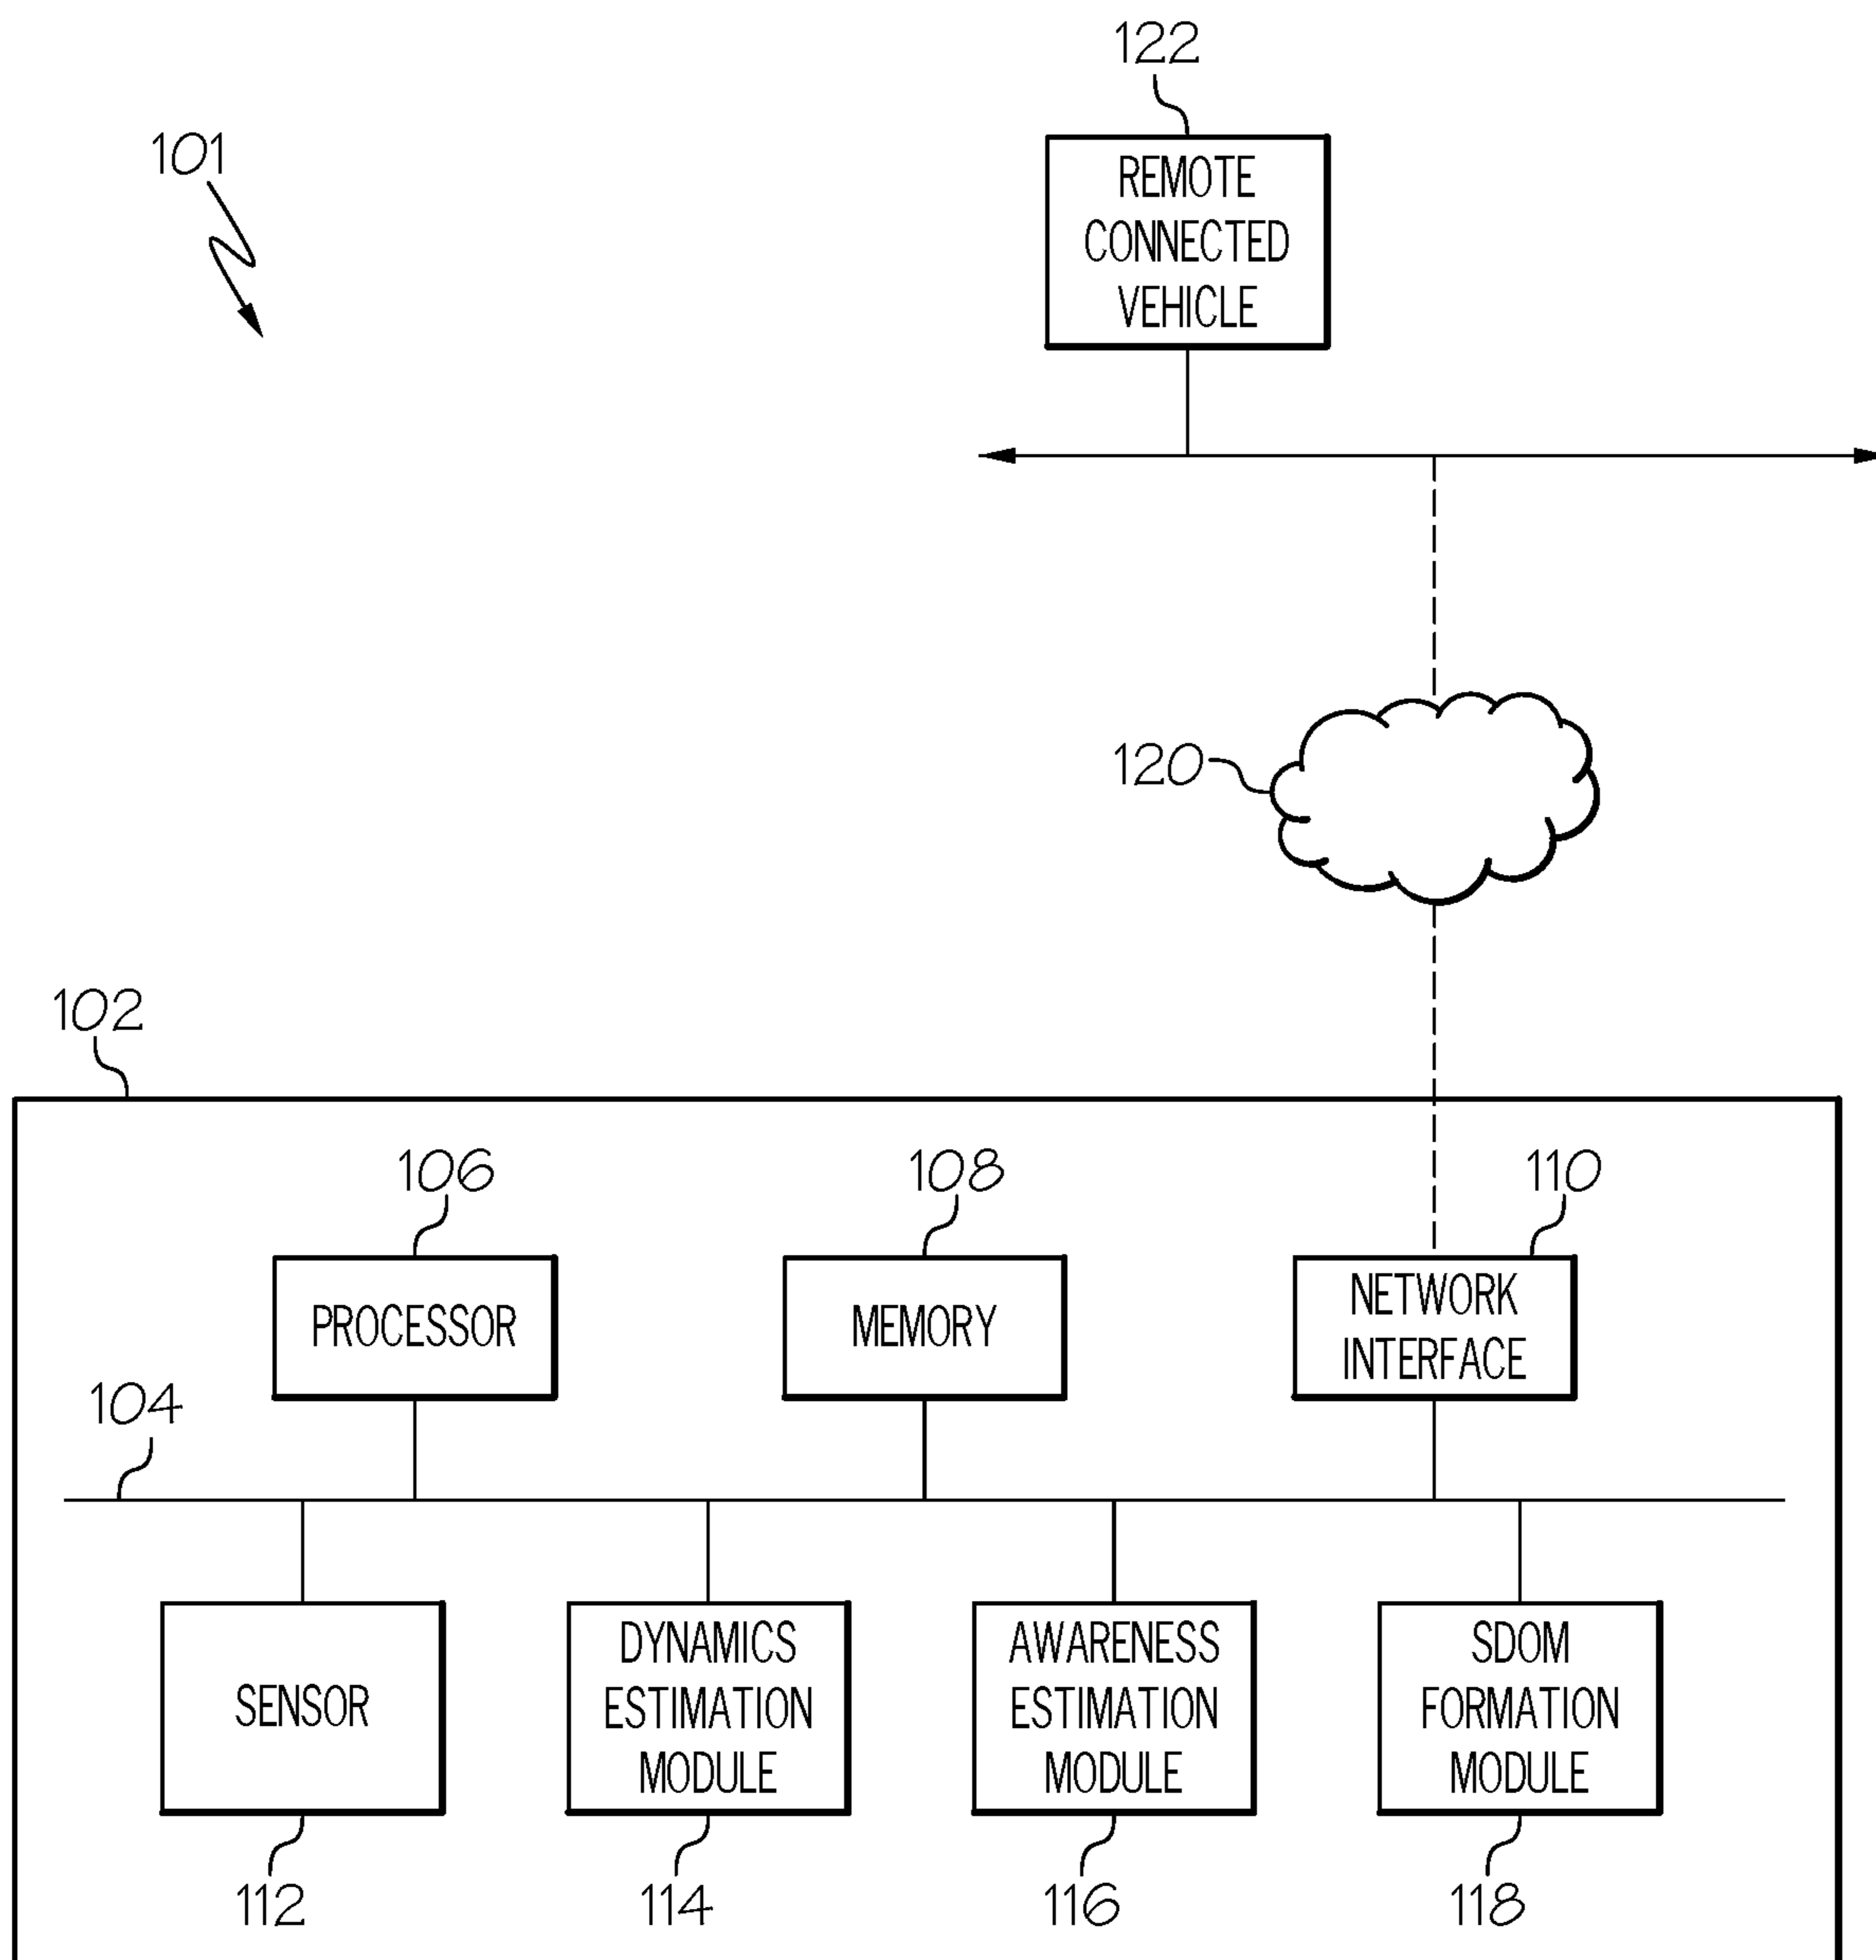 122
101
REMOTE
CONNECTED
VEHICLE
120
102
106
108
110
PROCESSOR
MEMORY
NETWORK
INTERFACE
104
SENSOR
DYNAMICS
ESTIMATION
MODULE
AWARENESS
ESTIMATION
MODULE
SDOM
FORMATION
MODULE
112
114
116
118